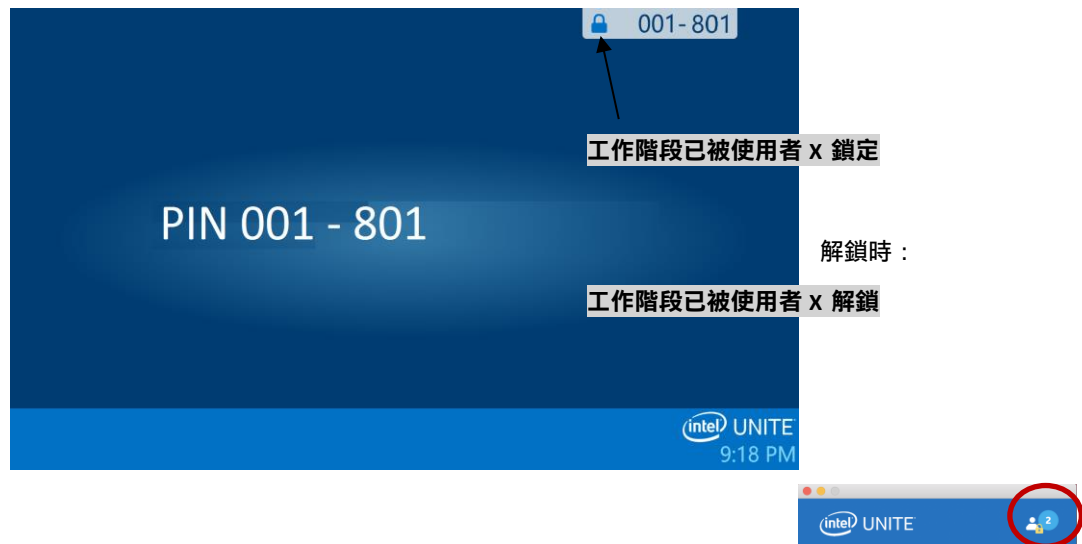 001-801
工作階段已被使用者 X 鎖定
PIN 001 - 801
解鎖時：
工作階段已被使用者 X 解鎖
intel UNITE
9:18 PM
intel UNITE
2